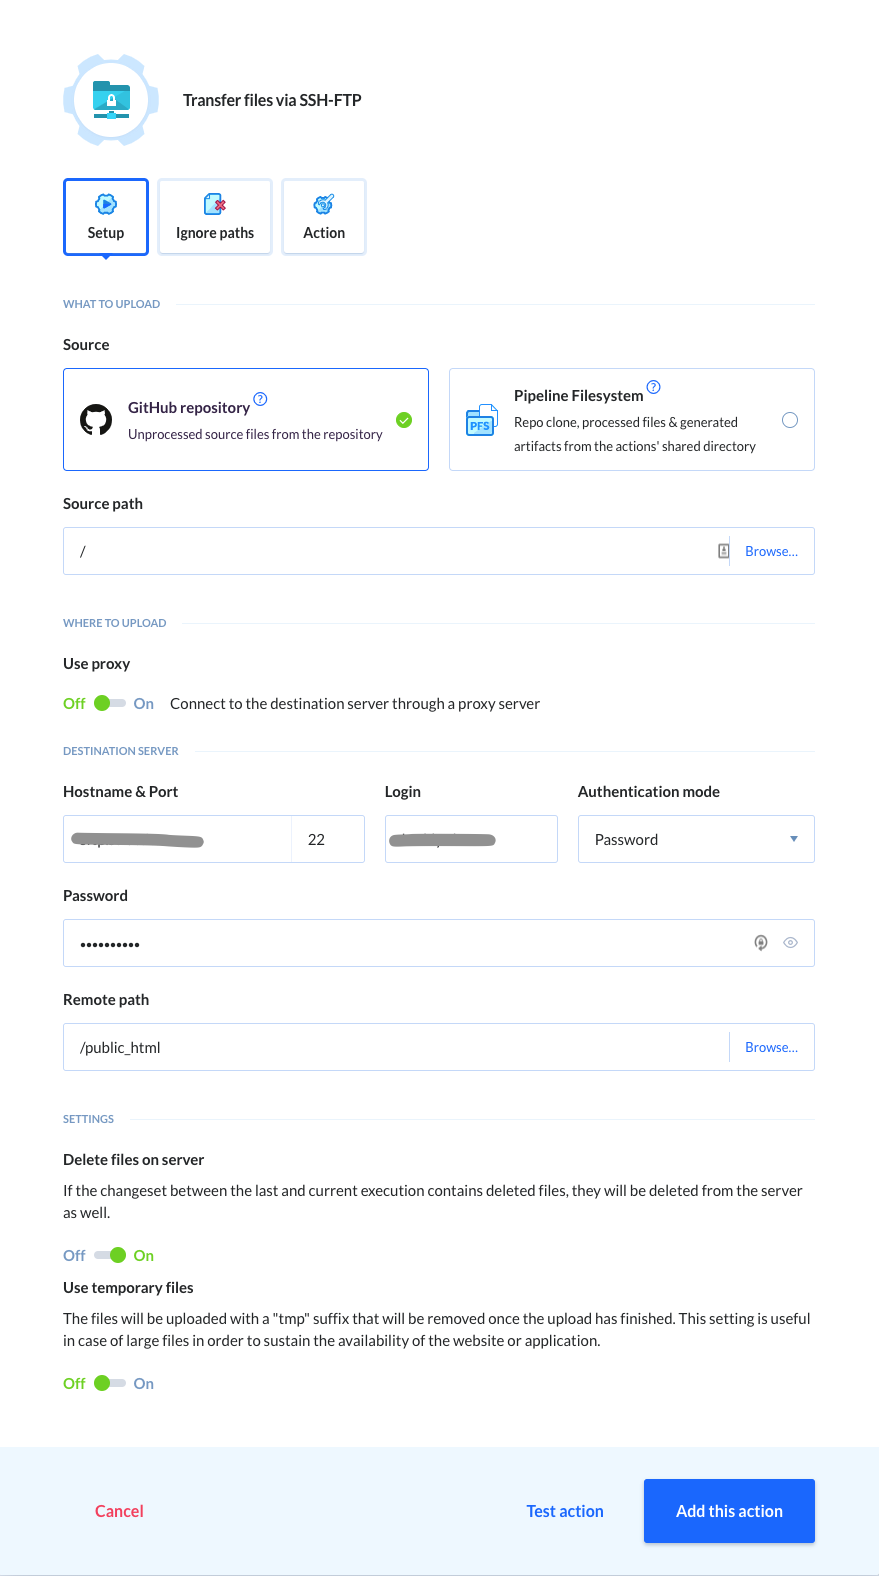 Transfer files via SSH-FTP
Setup
Ignore paths
Action
WHAT TO UPLOAD
Source
GitHub repository ?
Unprocessed source files from the repository
Pipeline Filesystem ?
PFS
Repo clone, processed files & generated
artifacts from the actions' shared directory
Source path
/
Browse...
WHERE TO UPLOAD
Use proxy
Off On Connect to the destination server through a proxy server
DESTINATION SERVER
Hostname & Port
22
Login
Authentication mode
Password
Password
••••••••••
Remote path
/public_html
Browse...
SETTINGS
Delete files on server
If the changeset between the last and current execution contains deleted files, they will be deleted from the server
as well.
Off On
Use temporary files
The files will be uploaded with a "tmp" suffix that will be removed once the upload has finished. This setting is useful
in case of large files in order to sustain the availability of the website or application.
Off On
Cancel
Test action
Add this action